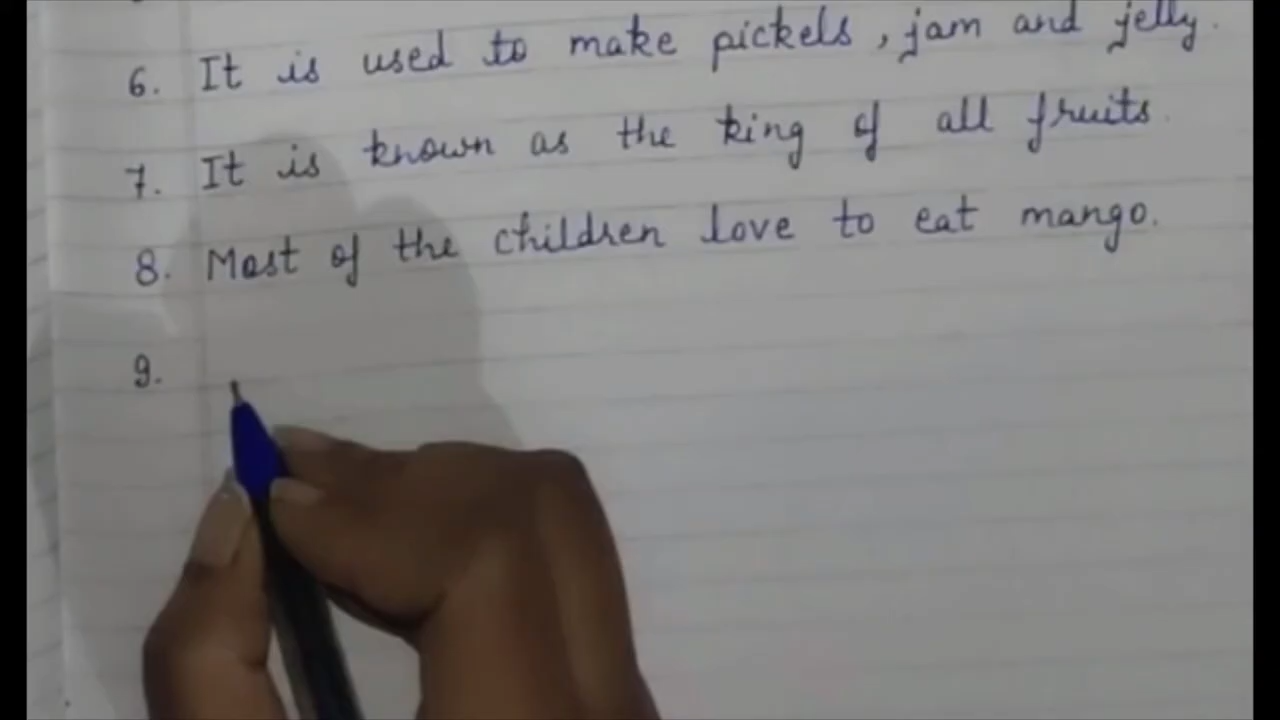 6. It is used to make pickels, jam and jelly.
7. It is known as the king of all fruits.
8. Most of the children love to eat mango.
9.